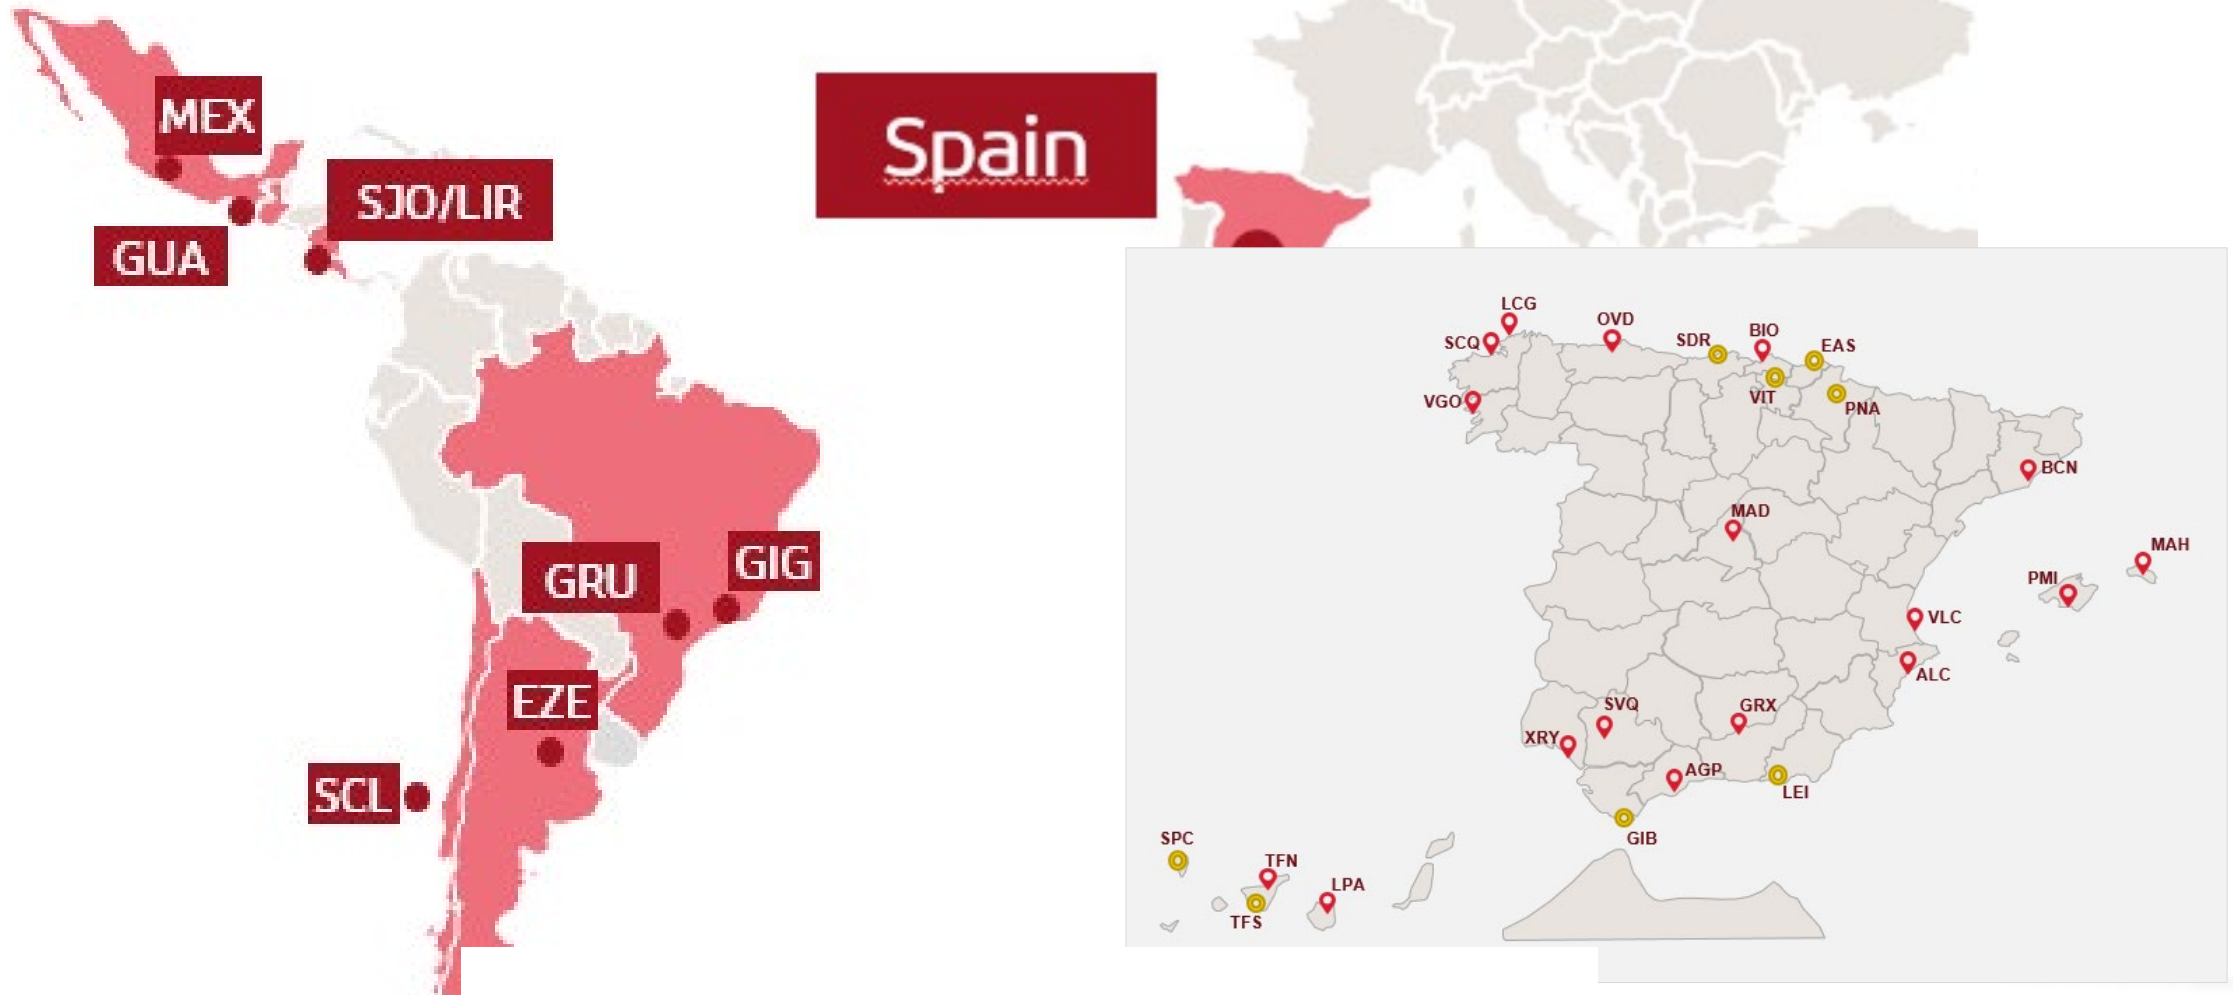 MEX
SJO/LIR
GUA
GRU
GIG
EZE
SCL
Spain
LCG
SCQ
OVD
SDR
BIO
EAS
VIT
PNA
VGO
BCN
MAD
MAH
PMI
VLC
ALC
SVQ
GRX
XRY
AGP
LEI
GIB
SPC
TFN
LPA
TFS